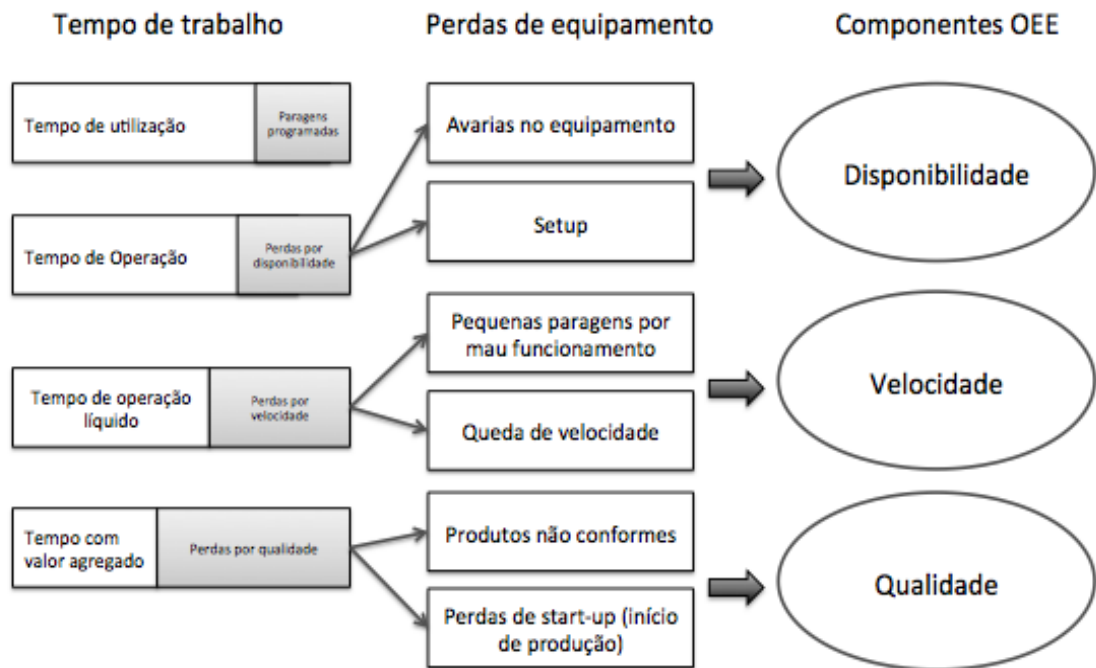 Tempo de trabalho
Perdas de equipamento
Componentes OEE
Tempo de utilização
Paragens
programadas
Avarias no equipamento
Disponibilidade
Tempo de Operação
Perdas por
disponibilidade
Setup
Tempo de operação
líquido
Perdas por
velocidade
Pequenas paragens por
mau funcionamento
Velocidade
Queda de velocidade
Tempo com
valor agregado
Perdas por qualidade
Produtos não conformes
Qualidade
Perdas de start-up (início
de produção)